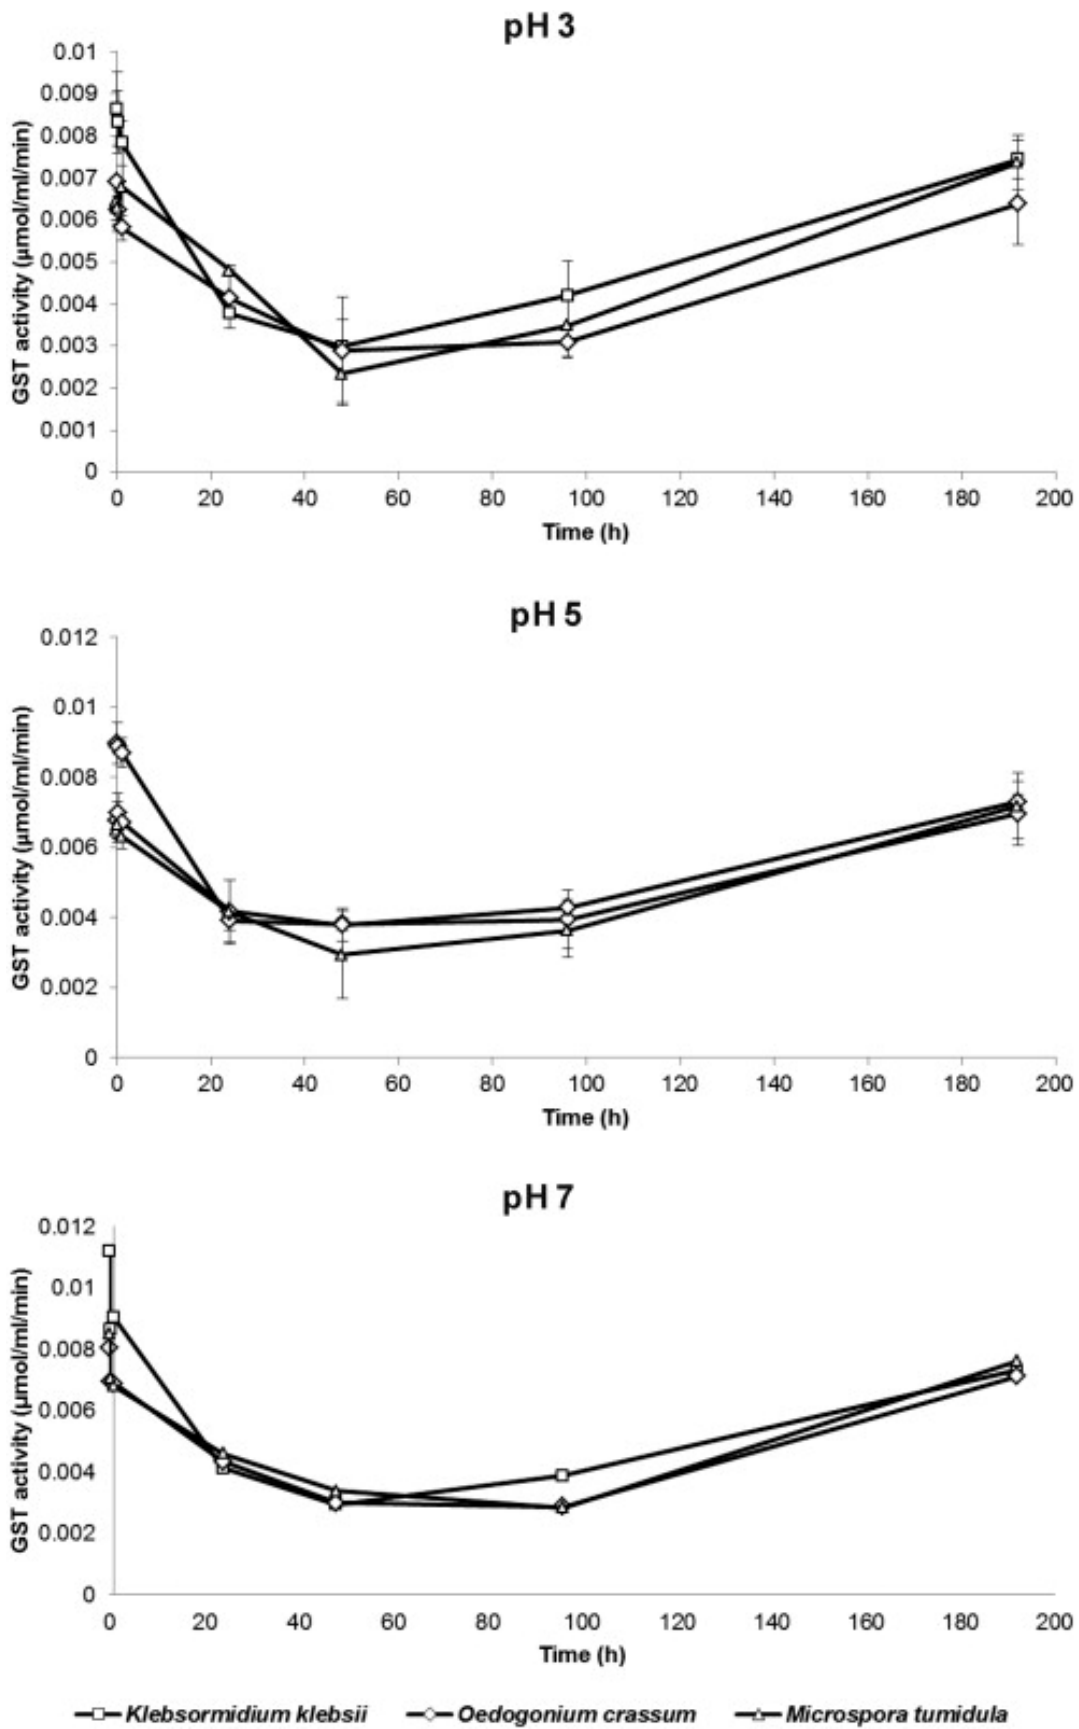 pH 3
0.01
0.009
0.008
0.007
0.006
0.005
0.004
0.003
0.002
0.001
0
GST activity (µmol/ml/min)
0 20 40 60 80 100 120 140 160 180 200
Time (h)
pH 5
0.012
0.01
0.008
0.006
0.004
0.002
0
GST activity (µmol/ml/min)
0 20 40 60 80 100 120 140 160 180 200
Time (h)
pH 7
0.012
0.01
0.008
0.006
0.004
0.002
0
GST activity (µmol/ml/min)
0 20 40 60 80 100 120 140 160 180 200
Time (h)
Klebsormidium klebsii Oedogonium crassum Microspora tumidula